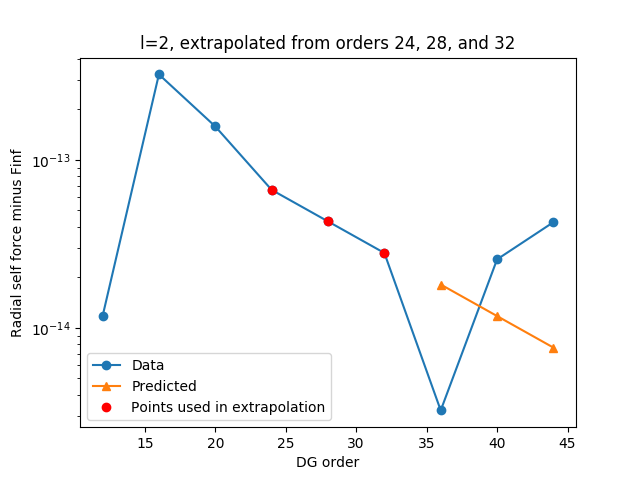 l=2, extrapolated from orders 24, 28, and 32
Radial self force minus Finf
10⁻¹³
10⁻¹⁴
Data
Predicted
Points used in extrapolation
15 20 25 30 35 40 45
DG order